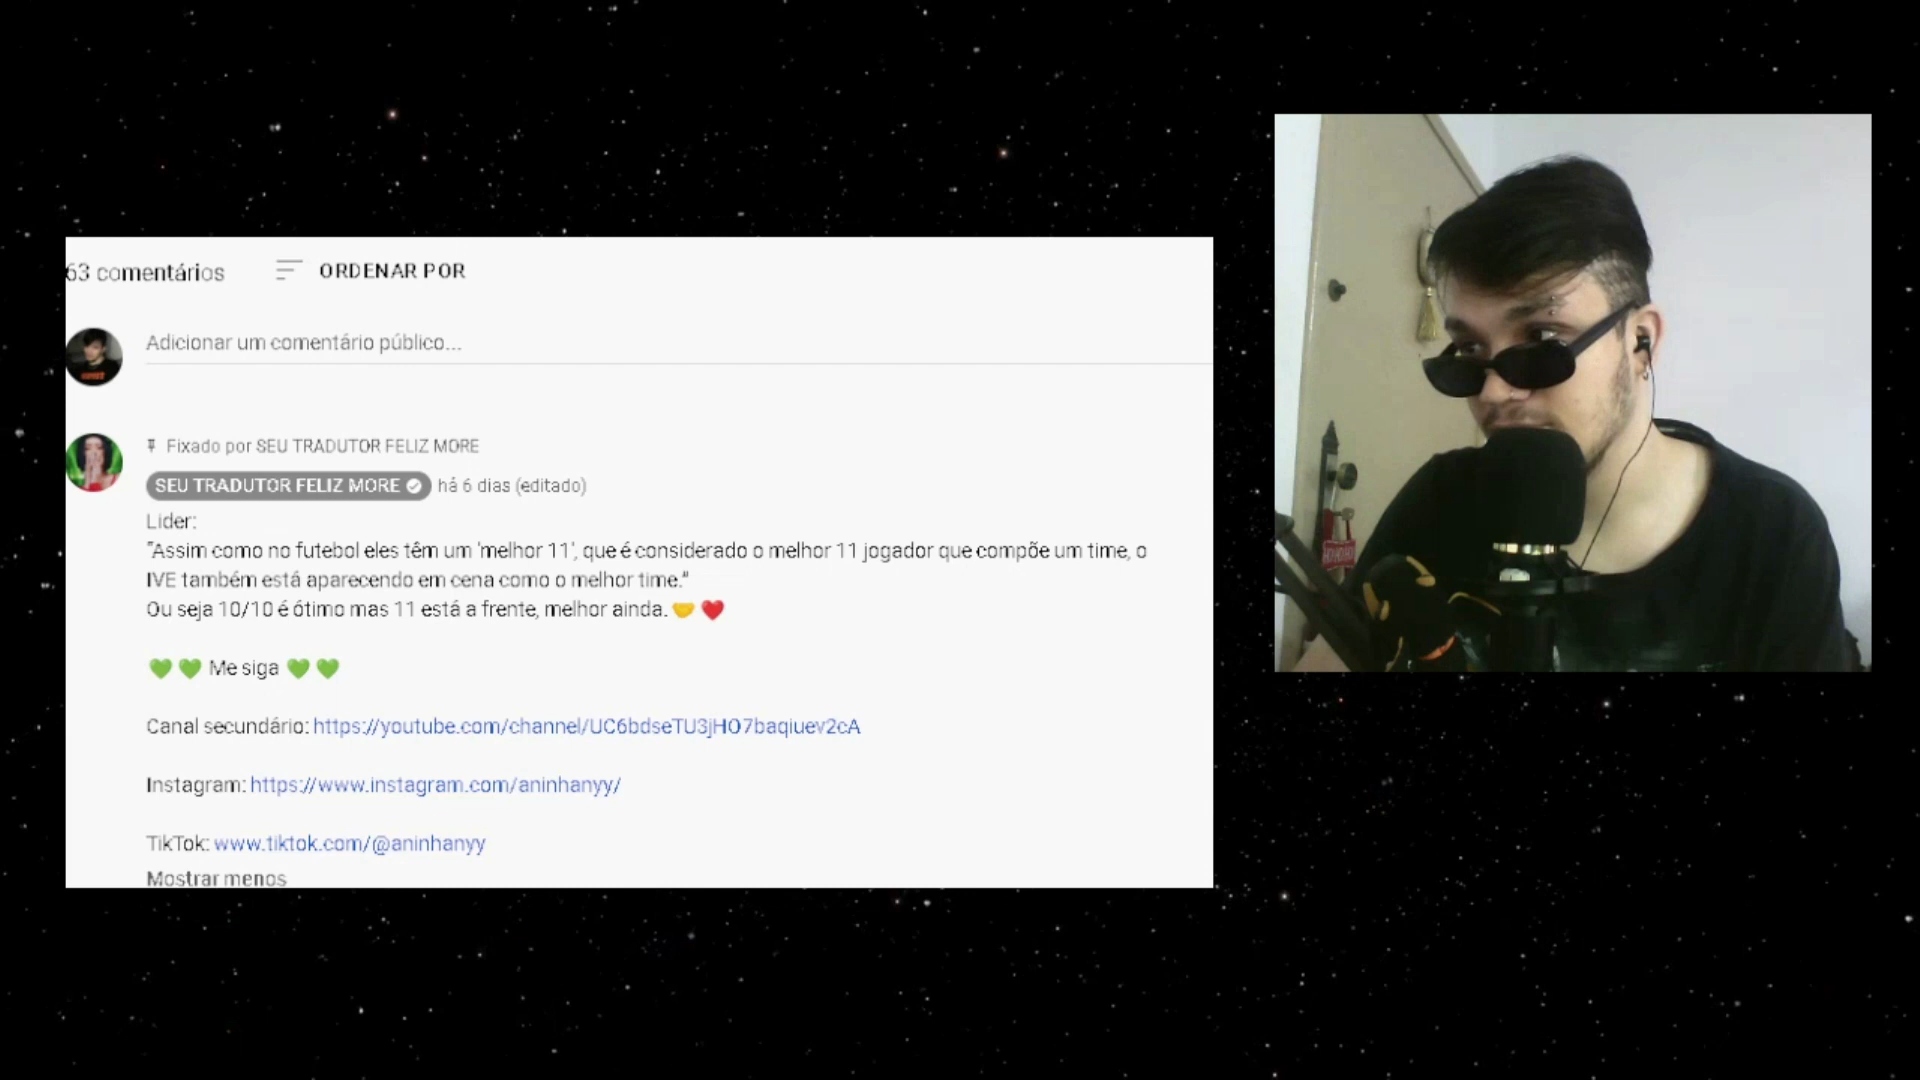 63 comentários
ORDENAR POR
Adicionar um comentário público...
Fixado por SEU TRADUTOR FELIZ MORE
SEU TRADUTOR FELIZ MORE há 6 dias (editado)
Lider:
"Assim como no futebol eles têm um 'melhor 11', que é considerado o melhor 11 jogador que compõe um time, o
IVE também está aparecendo em cena como o melhor time."
Ou seja 10/10 é ótimo mas 11 está a frente, melhor ainda. 🤝 ❤️
💚 💚 Me siga 💚 💚
Canal secundário: https://youtube.com/channel/UC6bdseTU3jHO7baqiuev2cA
Instagram: https://www.instagram.com/aninhanyy/
TikTok: www.tiktok.com/@aninhanyy
Mostrar menos